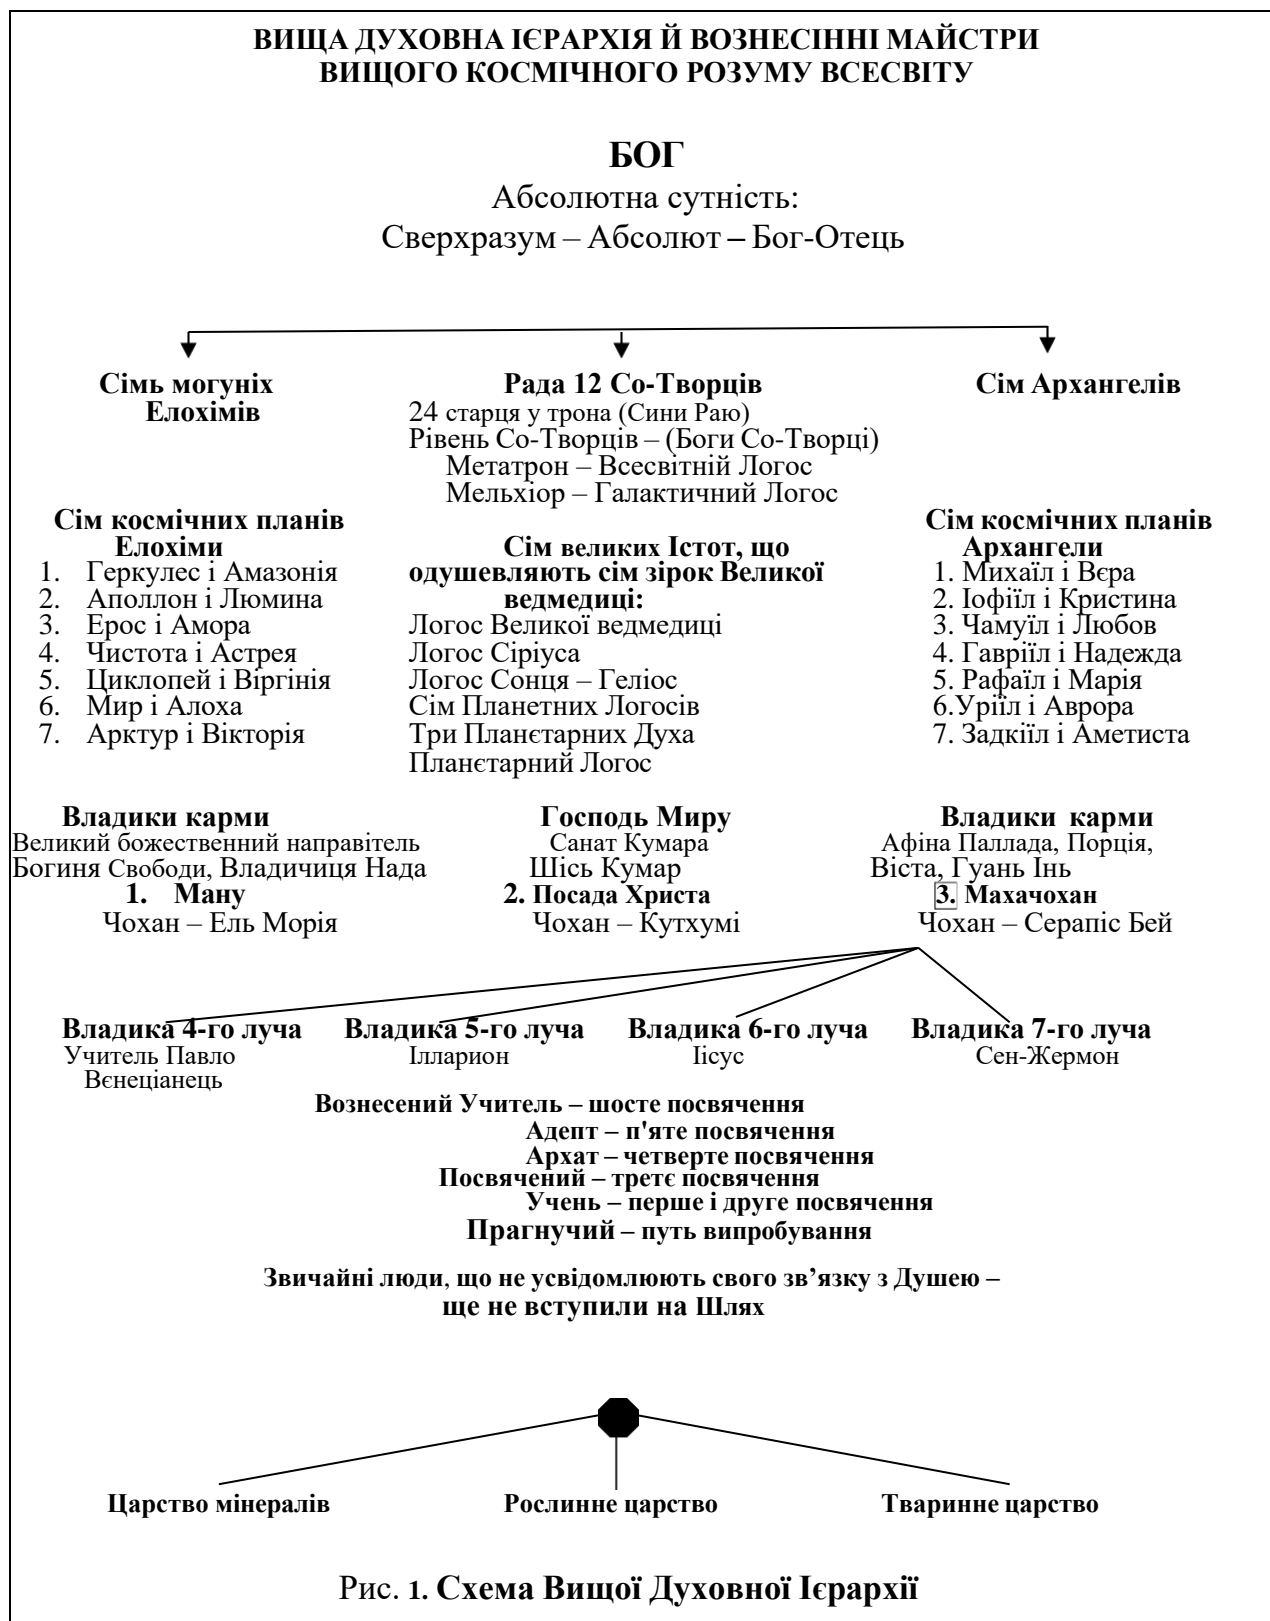 ВИЩА ДУХОВНА ІЄРАРХІЯ Й ВОЗНЕСІННІ МАЙСТРИ
ВИЩОГО КОСМІЧНОГО РОЗУМУ ВСЕСВІТУ
БОГ
Абсолютна сутність:
Сверхразум – Абсолют – Бог-Отець
Сімь могуніх
Елохімів
Рада 12 Со-Творців
24 старця у трона (Сини Раю)
Рівень Со-Творців – (Боги Со-Творці)
Метатрон – Всесвітній Логос
Мельхіор – Галактичний Логос
Сім Архангелів
Сім космічних планів
Елохіми
1. Геркулес і Амазонія
2. Аполлон і Люмина
3. Ерос і Амора
4. Чистота і Астрея
5. Циклопей і Віргінія
6. Мир і Алоха
7. Арктур і Вікторія
Сім великих Істот, що
одушевляють сім зірок Великої
ведмедиці:
Логос Великої ведмедиці
Логос Сіріуса
Логос Сонця – Геліос
Сім Планетних Логосів
Три Планєтарних Духа
Планєтарний Логос
Сім космічних планів
Архангели
1. Михаїл і Вєра
2. Іофіїл і Кристина
3. Чамуїл і Любов
4. Гавріїл і Надежда
5. Рафаїл і Марія
6.Уріїл і Аврора
7. Задкіїл і Аметиста
Владики карми
Великий божественний направітель
Богиня Свободи, Владичиця Нада
1. Ману
Чохан – Ель Морія
Господь Миру
Санат Кумара
Шісь Кумар
2. Посада Христа
Чохан – Кутхумі
Владики карми
Афіна Паллада, Порція,
Віста, Гуань Інь
3. Махачохан
Чохан – Серапіс Бей
Владика 4-го луча
Учитель Павло
Вєнеціанець
Владика 5-го луча
Ілларион
Владика 6-го луча
Іісус
Владика 7-го луча
Сен-Жермон
Вознесений Учитель – шосте посвячення
Адепт – п'яте посвячення
Архат – четверте посвячення
Посвячений – третє посвячення
Учень – перше і друге посвячення
Прагнучий – путь випробування
Звичайні люди, що не усвідомлюють свого зв’язку з Душею –
ще не вступили на Шлях
Царство мінералів
Рослинне царство
Тваринне царство
Рис. 1. Схема Вищої Духовної Ієрархії